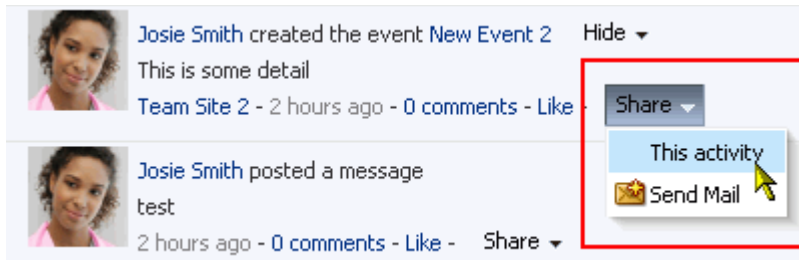 Josie Smith created the event New Event 2 Hide
This is some detail
Team Site 2 - 2 hours ago - 0 comments - Like - Share
This activity
Send Mail
Josie Smith posted a message
test
2 hours ago - 0 comments - Like - Share